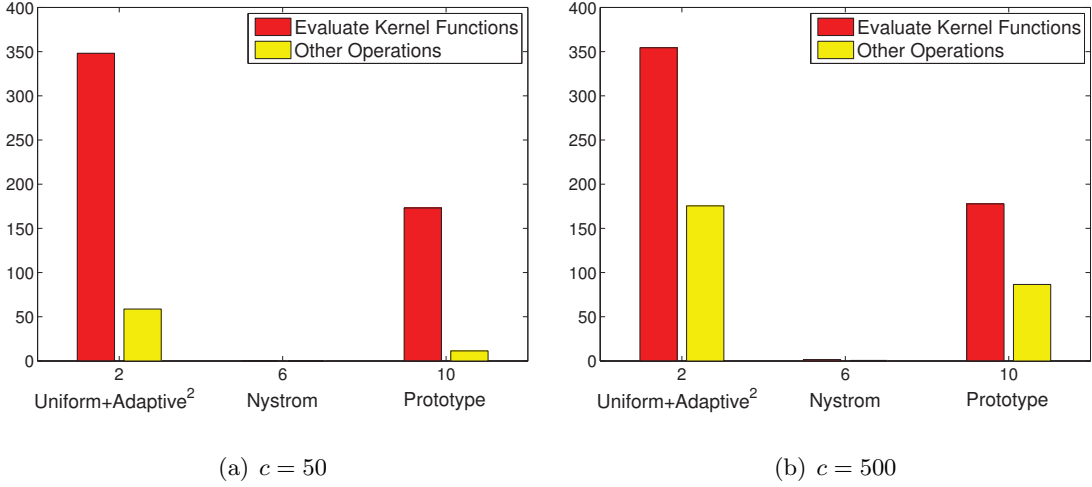 400
350
300
250
200
150
100
50
0
Evaluate Kernel Functions
Other Operations
2 6 10
Uniform+Adaptive² Nystrom Prototype
(a) c = 50
400
350
300
250
200
150
100
50
0
Evaluate Kernel Functions
Other Operations
2 6 10
Uniform+Adaptive² Nystrom Prototype
(b) c = 500